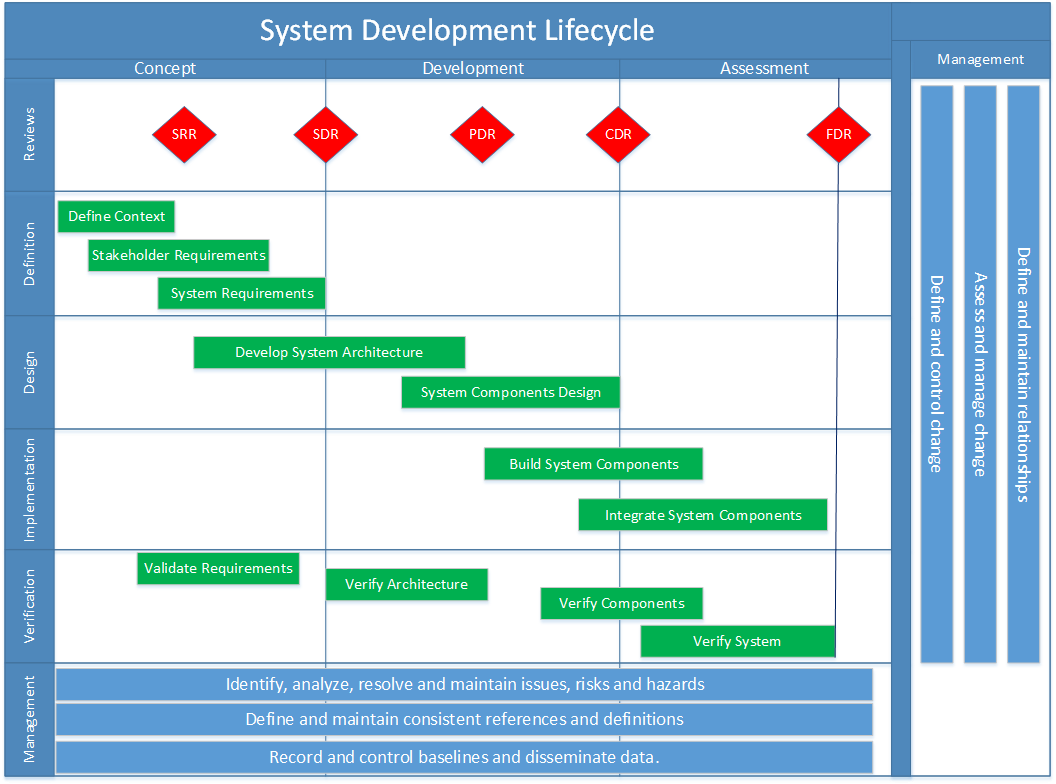 System Development Lifecycle
Concept
Development
Assessment
Management
Reviews
SRR
SDR
PDR
CDR
FDR
Definition
Define Context
Stakeholder Requirements
System Requirements
Design
Develop System Architecture
System Components Design
Implementation
Build System Components
Integrate System Components
Verification
Validate Requirements
Verify Architecture
Verify Components
Verify System
Management
Identify, analyze, resolve and maintain issues, risks and hazards
Define and maintain consistent references and definitions
Record and control baselines and disseminate data.
Define and control change
Assess and manage change
Define and maintain relationships